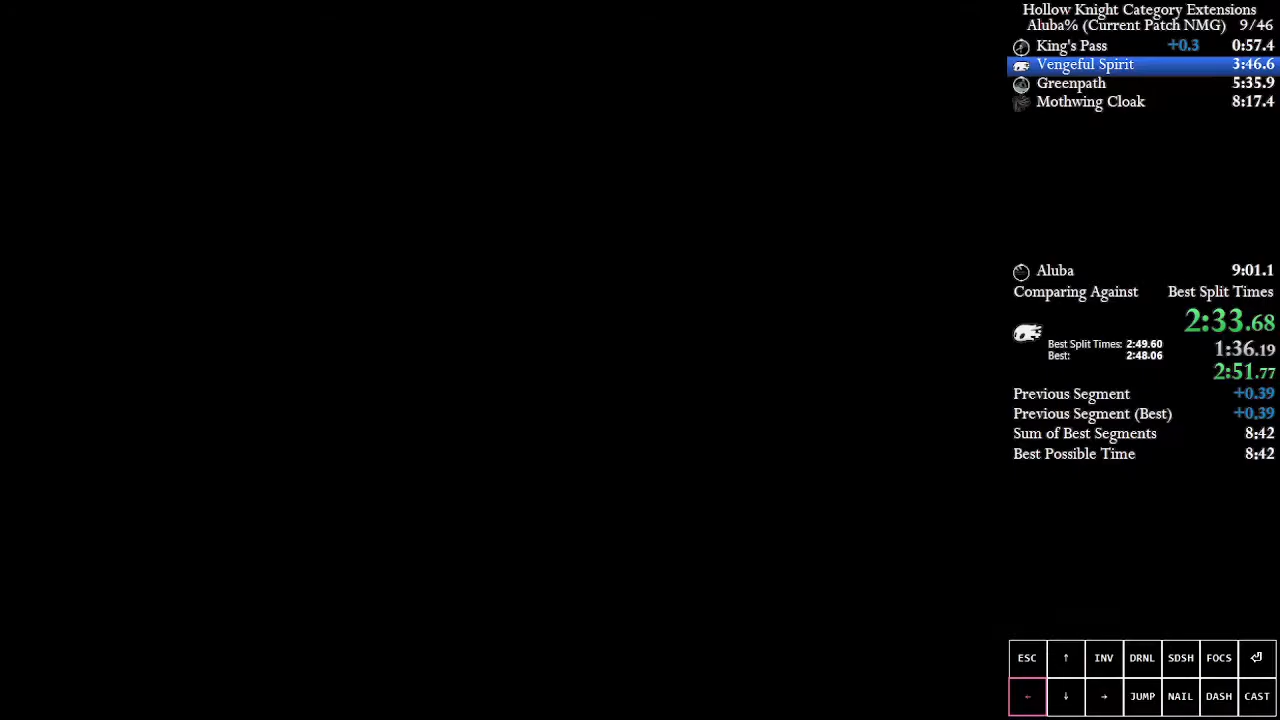 Hollow Knight Category Extensions
Aluba% (Current Patch NMG) 9/46
King's Pass +0.3 0:57.4
Vengeful Spirit 3:46.6
Greenpath 5:35.9
Mothwing Cloak 8:17.4
Aluba 9:01.1
Comparing Against Best Split Times
2:33.68
Best Split Times: 2:49.60
Best: 2:48.06
1:36.19
2:51.77
Previous Segment +0.39
Previous Segment (Best) +0.39
Sum of Best Segments 8:42
Best Possible Time 8:42
ESC ↑ INV DRNL SDSH FOCS ⏎
← ↓ → JUMP NAIL DASH CAST